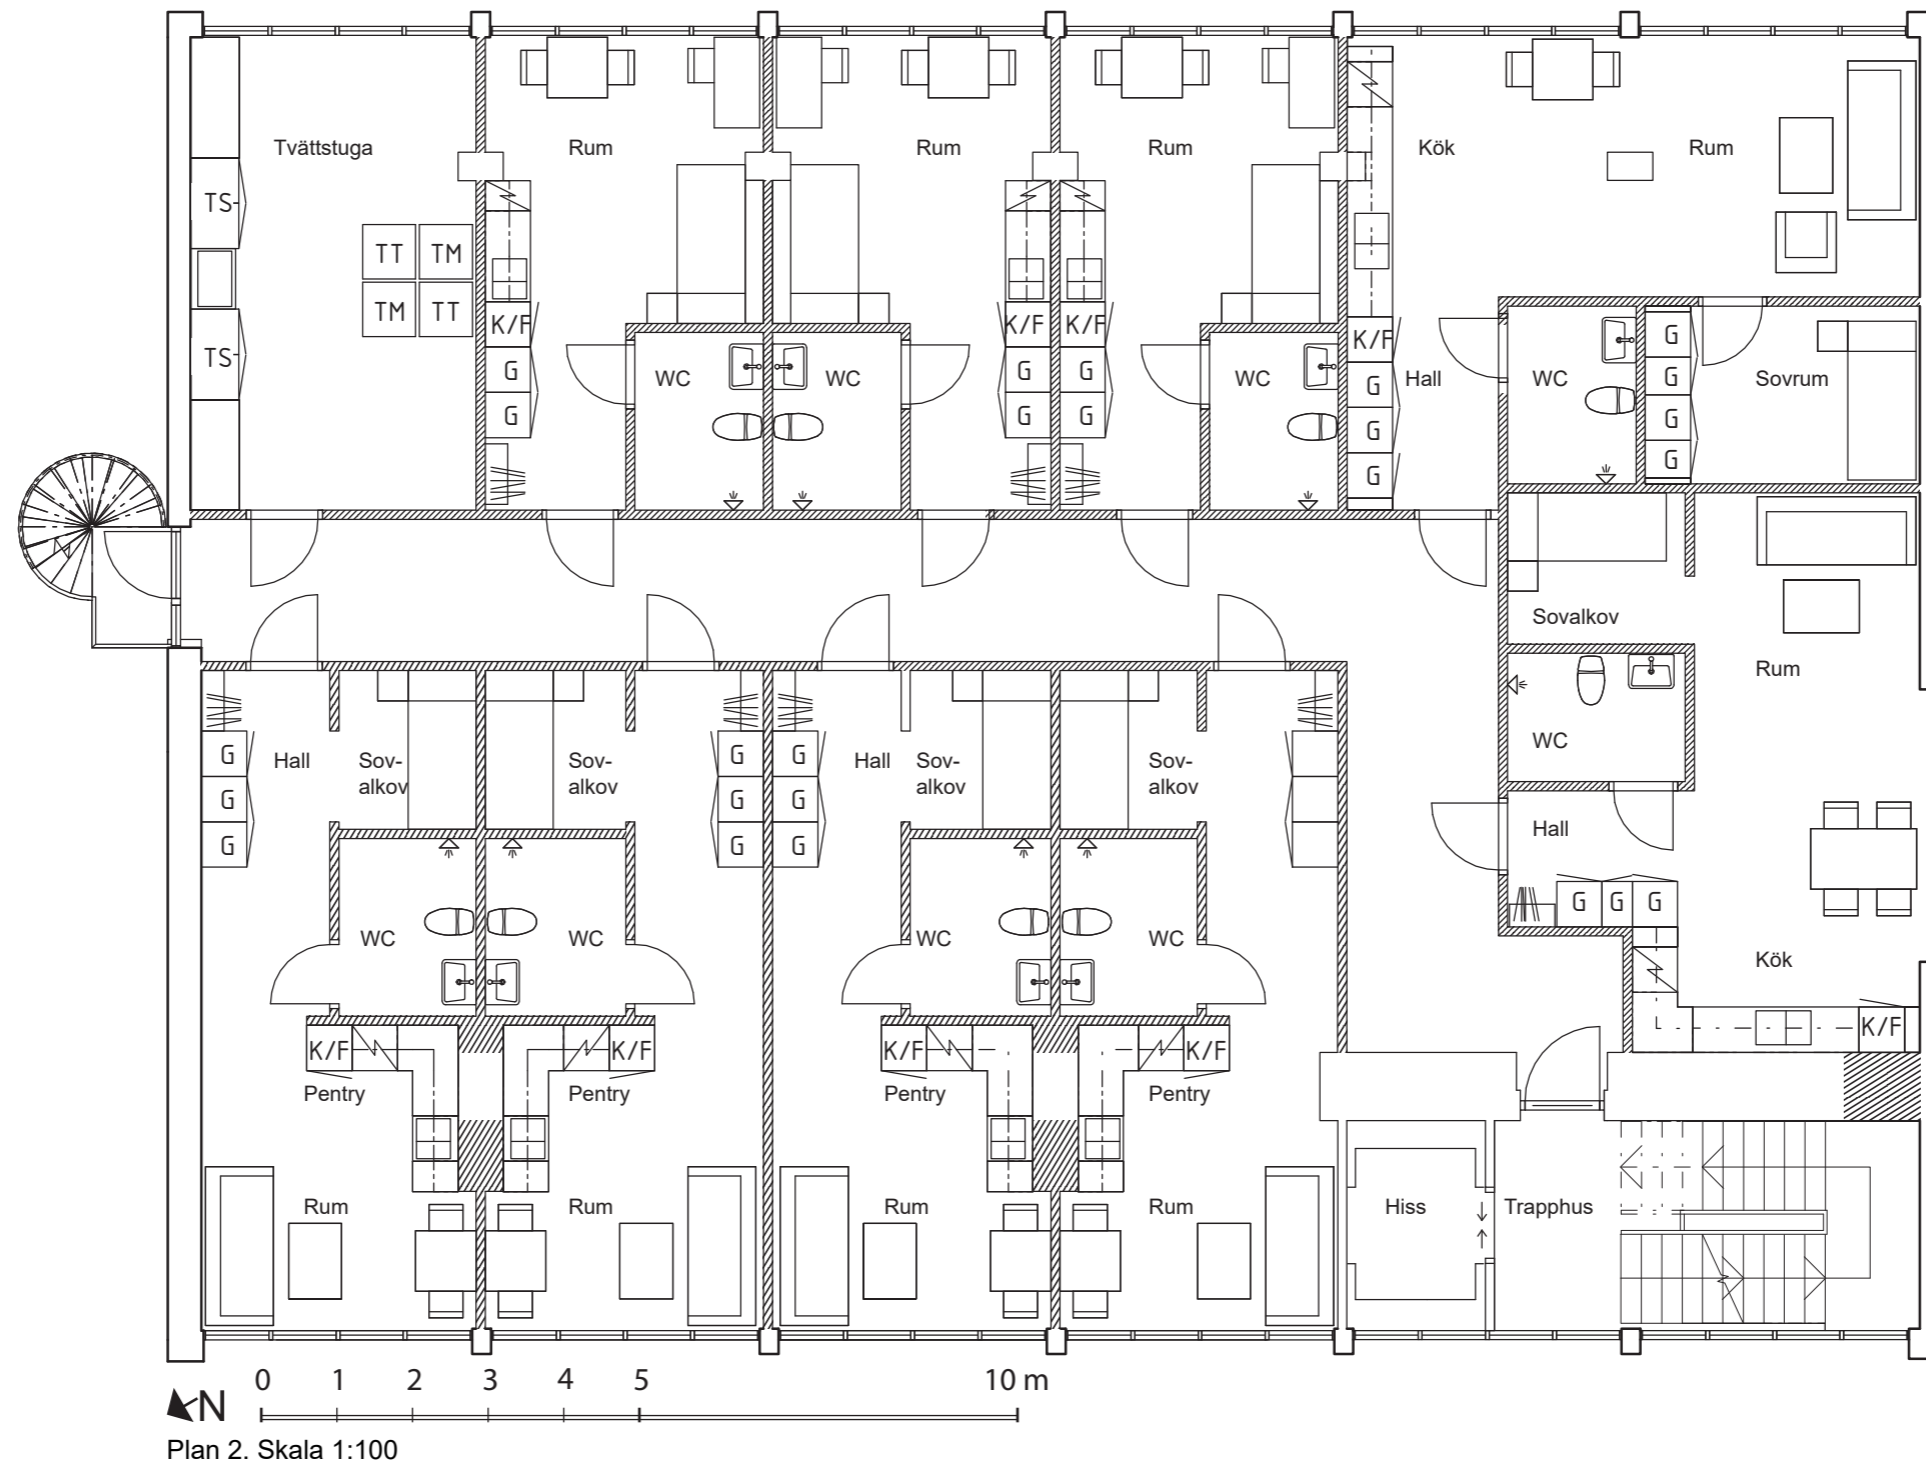 Tvättstuga
Rum
Rum
Rum
Kök
Rum
TS
TT TM
TM TT
TS
K/F
K/F
K/F
K/F
G
G
G
G
G
G
G
G
G
G
G
G
G
WC
WC
WC
Hall
WC
Sovrum
Sovalkov
Rum
WC
Hall
G G G
Kök
K/F
Hall
Sov-
alkov
Sov-
alkov
Hall
Sov-
alkov
Sov-
alkov
G
G
G
G
G
G
G
G
G
WC
WC
WC
WC
K/F
K/F
K/F
K/F
Pentry
Pentry
Pentry
Pentry
Rum
Rum
Rum
Rum
Hiss
Trapphus
0 1 2 3 4 5 10 m
N
Plan 2. Skala 1:100